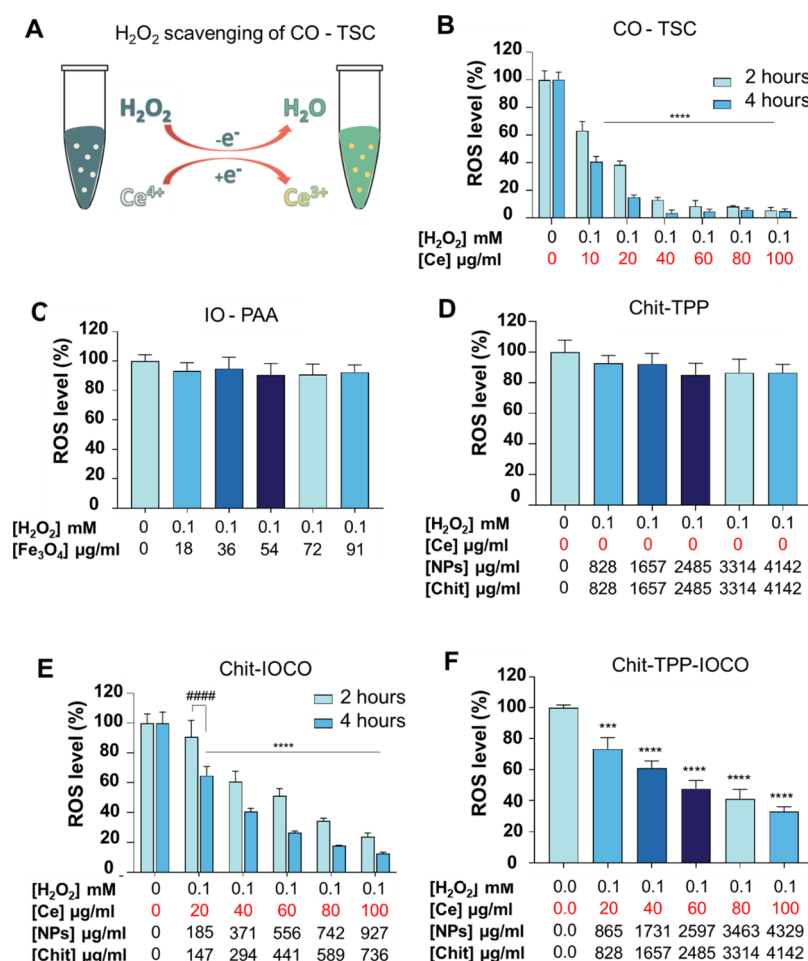 A
H₂O₂ scavenging of CO - TSC
H₂O₂
H₂O
-e⁻
+e⁻
Ce⁴⁺
Ce³⁺
B
CO - TSC
ROS level (%)
120
100
80
60
40
20
0
2 hours
4 hours
****
[H₂O₂] mM 0 0.1 0.1 0.1 0.1 0.1 0.1
[Ce] µg/ml 0 10 20 40 60 80 100
C
IO - PAA
ROS level (%)
120
100
80
60
40
20
0
[H₂O₂] mM 0 0.1 0.1 0.1 0.1 0.1
[Fe₃O₄] µg/ml 0 18 36 54 72 91
D
Chit-TPP
ROS level (%)
120
100
80
60
40
20
0
[H₂O₂] mM 0 0.1 0.1 0.1 0.1 0.1
[Ce] µg/ml 0 0 0 0 0 0
[NPs] µg/ml 0 828 1657 2485 3314 4142
[Chit] µg/ml 0 828 1657 2485 3314 4142
E
Chit-IOCO
ROS level (%)
120
100
80
60
40
20
0
####
2 hours
4 hours
****
[H₂O₂] mM 0 0.1 0.1 0.1 0.1 0.1
[Ce] µg/ml 0 20 40 60 80 100
[NPs] µg/ml 0 185 371 556 742 927
[Chit] µg/ml 0 147 294 441 589 736
F
Chit-TPP-IOCO
ROS level (%)
120
100
80
60
40
20
0
***
****
****
****
****
[H₂O₂] mM 0.0 0.1 0.1 0.1 0.1 0.1
[Ce] µg/ml 0.0 20 40 60 80 100
[NPs] µg/ml 0.0 865 1731 2597 3463 4329
[Chit] µg/ml 0.0 828 1657 2485 3314 4142